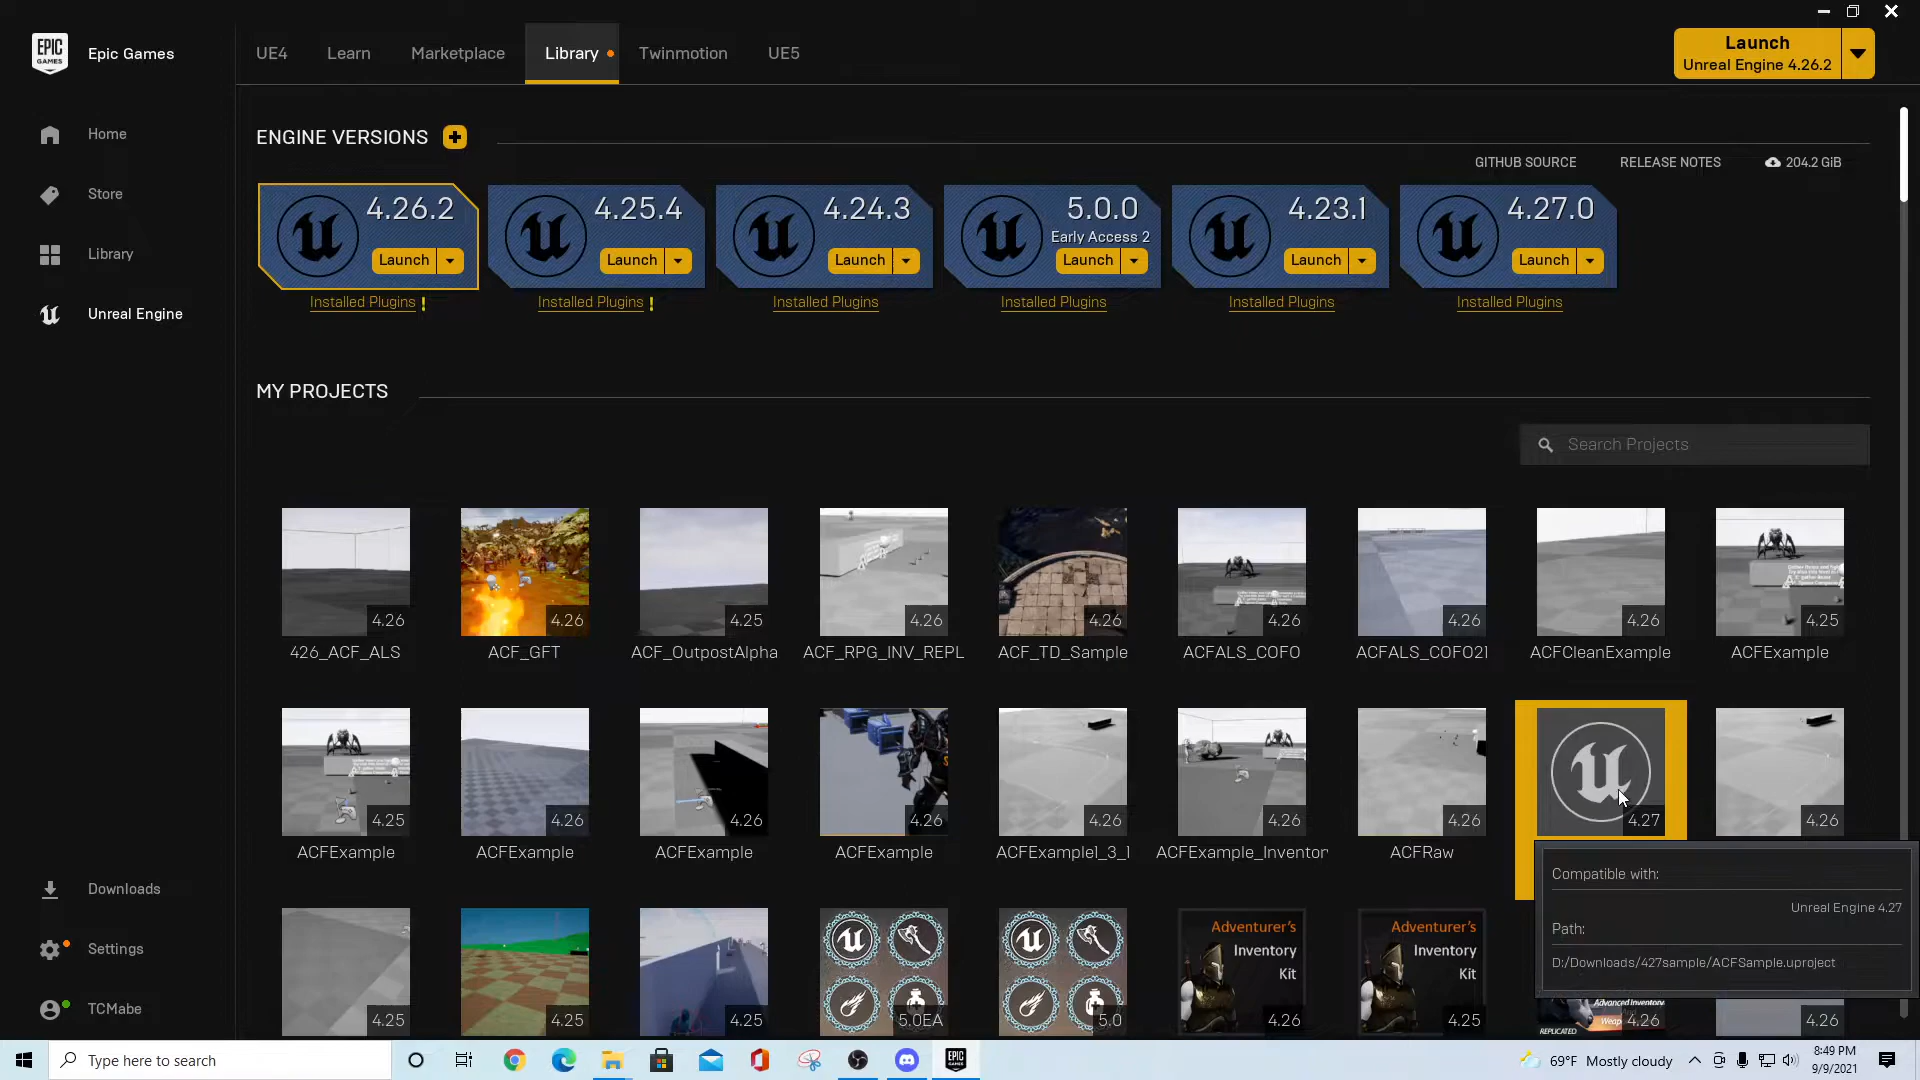 EPIC GAMES
Epic Games
UE4
Learn
Marketplace
Library
Twinmotion
UE5
Launch
Unreal Engine 4.26.2
Home
Store
Library
Unreal Engine
Downloads
Settings
TCMabe
ENGINE VERSIONS
GITHUB SOURCE
RELEASE NOTES
204.2 GiB
4.26.2
Launch
Installed Plugins !
4.25.4
Launch
Installed Plugins !
4.24.3
Launch
Installed Plugins
5.0.0
Early Access 2
Launch
Installed Plugins
4.23.1
Launch
Installed Plugins
4.27.0
Launch
Installed Plugins
MY PROJECTS
Search Projects
4.26
426_ACF_ALS
4.26
ACF_GFT
4.25
ACF_OutpostAlpha
4.26
ACF_RPG_INV_REPL
4.26
ACF_TD_Sample
4.26
ACFALS_COFO
4.26
ACFALS_COFO21
4.26
ACFCleanExample
4.25
ACFExample
4.25
ACFExample
4.26
ACFExample
4.26
ACFExample
4.26
ACFExample
4.26
ACFExample1_3_1
4.26
ACFExample_Inventor
4.26
ACFRaw
4.27
4.26
Compatible with:
Unreal Engine 4.27
Path:
D:/Downloads/427sample/ACFSample.uproject
4.25
4.25
4.25
5.0EA
5.0
Adventurer's
Inventory
Kit
4.26
Adventurer's
Inventory
Kit
4.25
Advanced Inventory
REPLICATED
4.26
4.26
Type here to search
EPIC GAMES
69°F Mostly cloudy
8:49 PM
9/9/2021